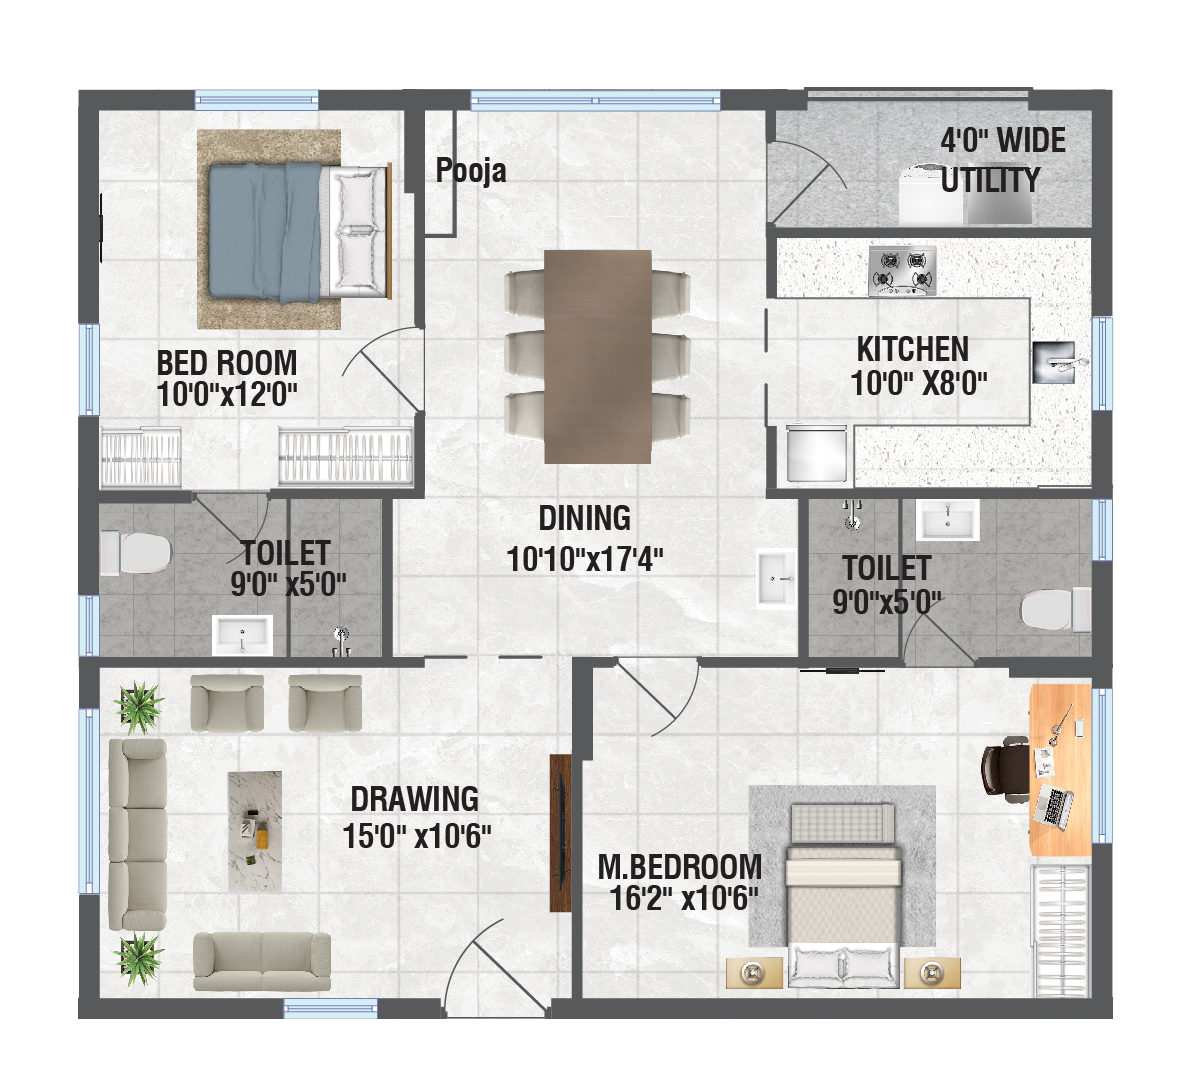 Pooja
4'0" WIDE
UTILITY
BED ROOM
10'0"x12'0"
KITCHEN
10'0" X8'0"
DINING
10'10"x17'4"
TOILET
9'0" x5'0"
TOILET
9'0"x5'0"
DRAWING
15'0" x10'6"
M.BEDROOM
16'2" x10'6"